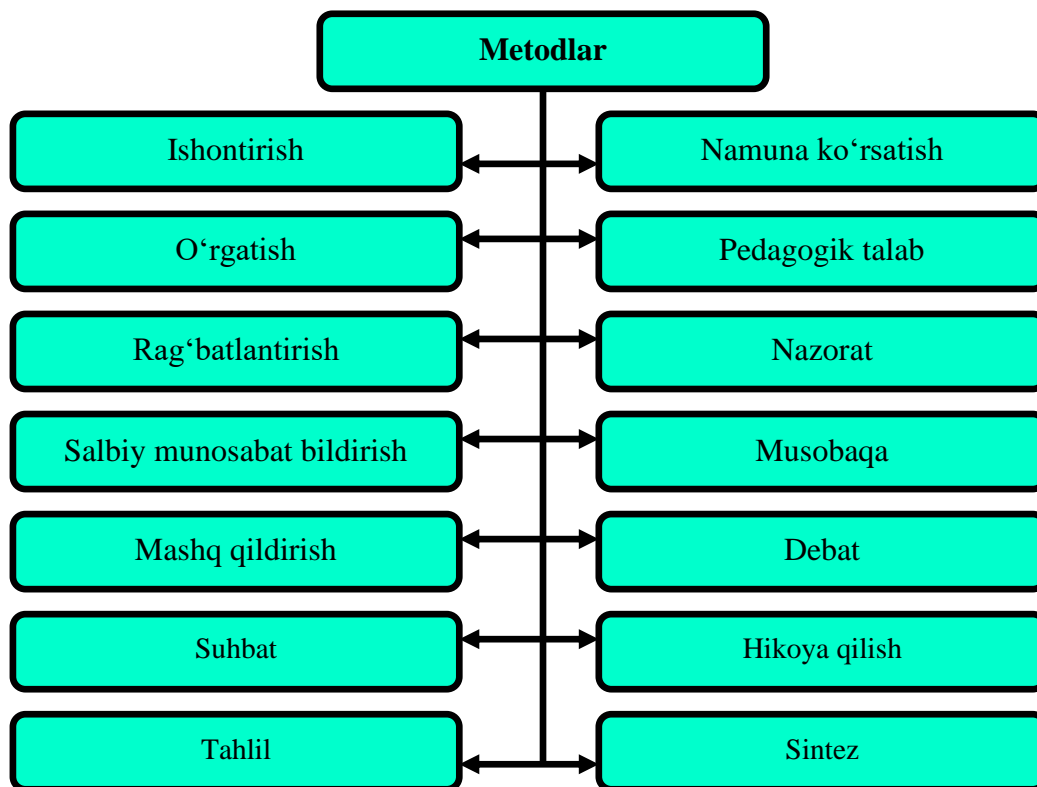 Metodlar
Ishontirish
Namuna ko‘rsatish
O‘rgatish
Pedagogik talab
Rag‘batlantirish
Nazorat
Salbiy munosabat bildirish
Musobaqa
Mashq qildirish
Debat
Suhbat
Hikoya qilish
Tahlil
Sintez